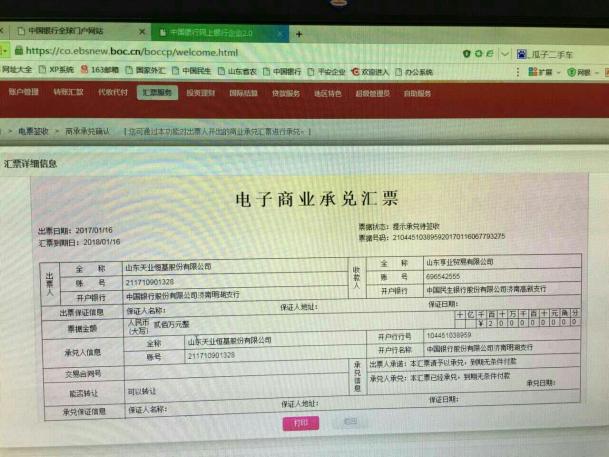 中国银行全球门户网站
中国银行网上银行企业2.0
https://co.ebsnew.boc.cn/boccp/welcome.html
瓜子二手车
网址大全 XP系统 163邮箱 国家外汇 中国民生 山东省农 中国银行 平安企业 欢迎进入 办公系统 扩展 网银
账户管理 转账汇款 代收代付 汇票服务 投资理财 国际结算 贷款服务 地区特色 超级管理员 自助服务
> 电票签收 > 商承承兑确认 [您可通过本功能对出票人开出的商业承兑汇票进行承兑。]
汇票详细信息
电子商业承兑汇票
出票日期:2017/01/16
票据状态:提示承兑待签收
汇票到期日:2018/01/16
票据号码:210445103895920170116067793275
出票人
全 称 山东天业恒基股份有限公司
账 号 211710901328
开户银行 中国银行股份有限公司济南明湖支行
收款人
全 称 山东亨业贸易有限公司
账 号 696542555
开户银行 中国民生银行股份有限公司济南高新支行
出票保证信息 保证人名称: 保证人地址: 保证日期:
票据金额 人民币(大写) 贰佰万元整
十亿千百十万千百十元角分
¥200000000
承兑人信息
全称 山东天业恒基股份有限公司
账号 211710901328
开户行行号 104451038959
开户行名称 中国银行股份有限公司济南明湖支行
交易合同号
承兑信息
出票人承诺:本汇票请予以承兑,到期无条件付款
能否转让 可以转让
承兑人承兑:本汇票已经承兑,到期无条件付款
承兑日期:
承兑保证信息 保证人名称: 保证人地址: 保证日期:
打印